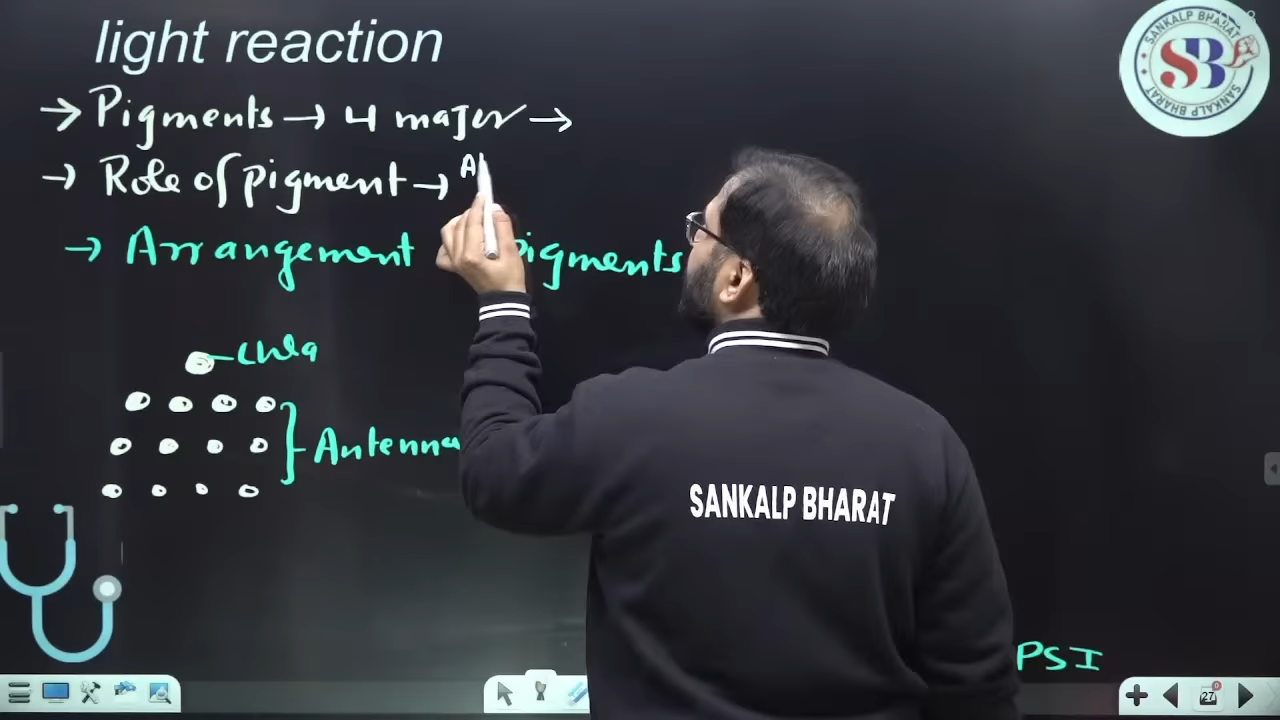 light reaction
SANKALP BHARAT
SB
SANKALP BHARAT
→ Pigments → 4 major →
→ Role of pigment → A
→ Arrangement pigments
Chla
Antenna
SANKALP BHARAT
PSI
27